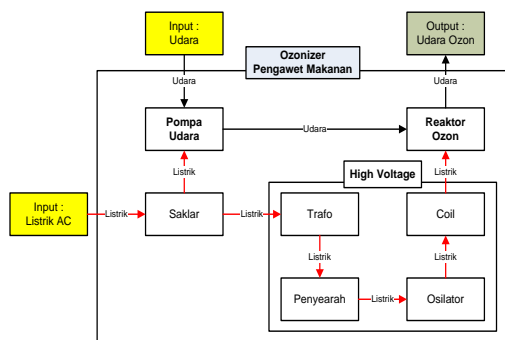 Input :
Udara
Output :
Udara Ozon
Ozonizer
Pengawet Makanan
Udara
Udara
Pompa
Udara
Udara
Reaktor
Ozon
Listrik
Listrik
High Voltage
Input :
Listrik AC
Listrik
Saklar
Listrik
Trafo
Coil
Listrik
Listrik
Penyearah
Listrik
Osilator